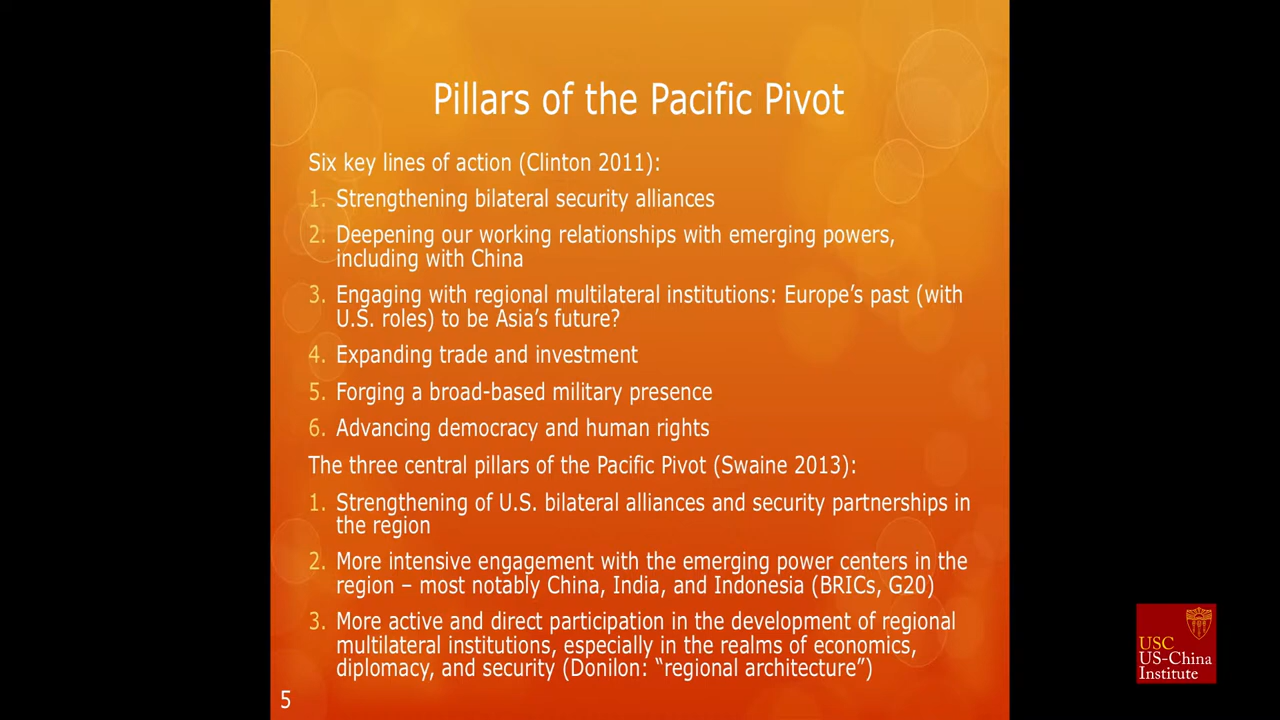 Pillars of the Pacific Pivot
Six key lines of action (Clinton 2011):
1. Strengthening bilateral security alliances
2. Deepening our working relationships with emerging powers,
including with China
3. Engaging with regional multilateral institutions: Europe’s past (with
U.S. roles) to be Asia’s future?
4. Expanding trade and investment
5. Forging a broad-based military presence
6. Advancing democracy and human rights
The three central pillars of the Pacific Pivot (Swaine 2013):
1. Strengthening of U.S. bilateral alliances and security partnerships in
the region
2. More intensive engagement with the emerging power centers in the
region – most notably China, India, and Indonesia (BRICs, G20)
3. More active and direct participation in the development of regional
multilateral institutions, especially in the realms of economics,
diplomacy, and security (Donilon: “regional architecture”)
5
USC
US-China
Institute